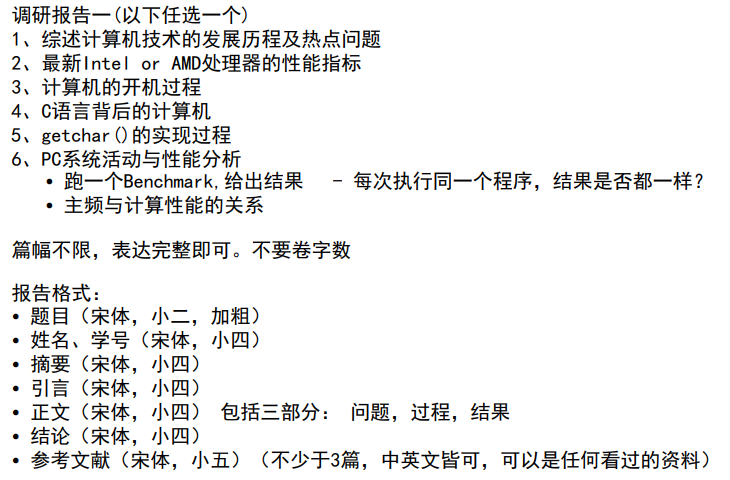 调研报告一(以下任选一个)
1、综述计算机技术的发展历程及热点问题
2、最新Intel or AMD处理器的性能指标
3、计算机的开机过程
4、C语言背后的计算机
5、getchar()的实现过程
6、PC系统活动与性能分析
• 跑一个Benchmark,给出结果 - 每次执行同一个程序，结果是否都一样?
• 主频与计算性能的关系
篇幅不限，表达完整即可。不要卷字数
报告格式：
• 题目（宋体，小二，加粗）
• 姓名、学号（宋体，小四）
• 摘要（宋体，小四）
• 引言（宋体，小四）
• 正文（宋体，小四） 包括三部分： 问题，过程，结果
• 结论（宋体，小四）
• 参考文献（宋体，小五）（不少于3篇，中英文皆可，可以是任何看过的资料）